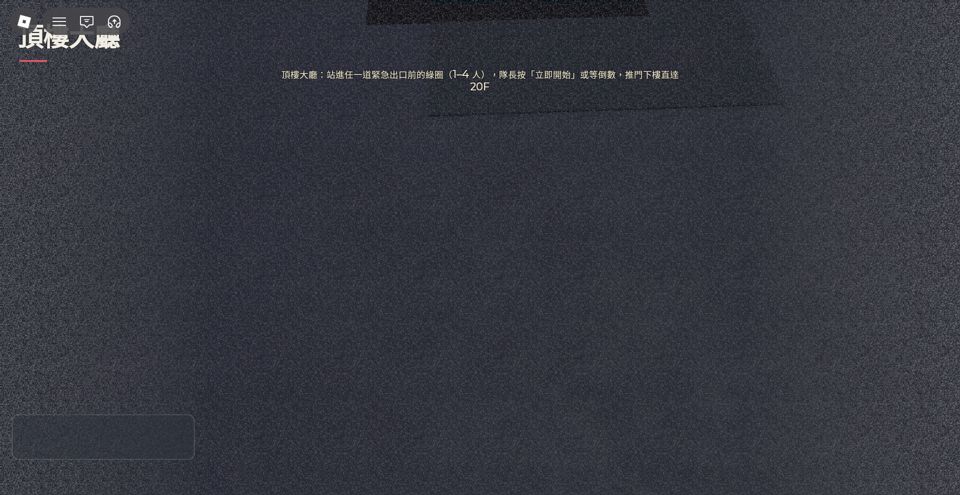 頂樓大廳
頂樓大廳：站進任一道緊急出口前的綠圈（1–4 人），隊長按「立即開始」或等倒數，推門下樓直達
20F